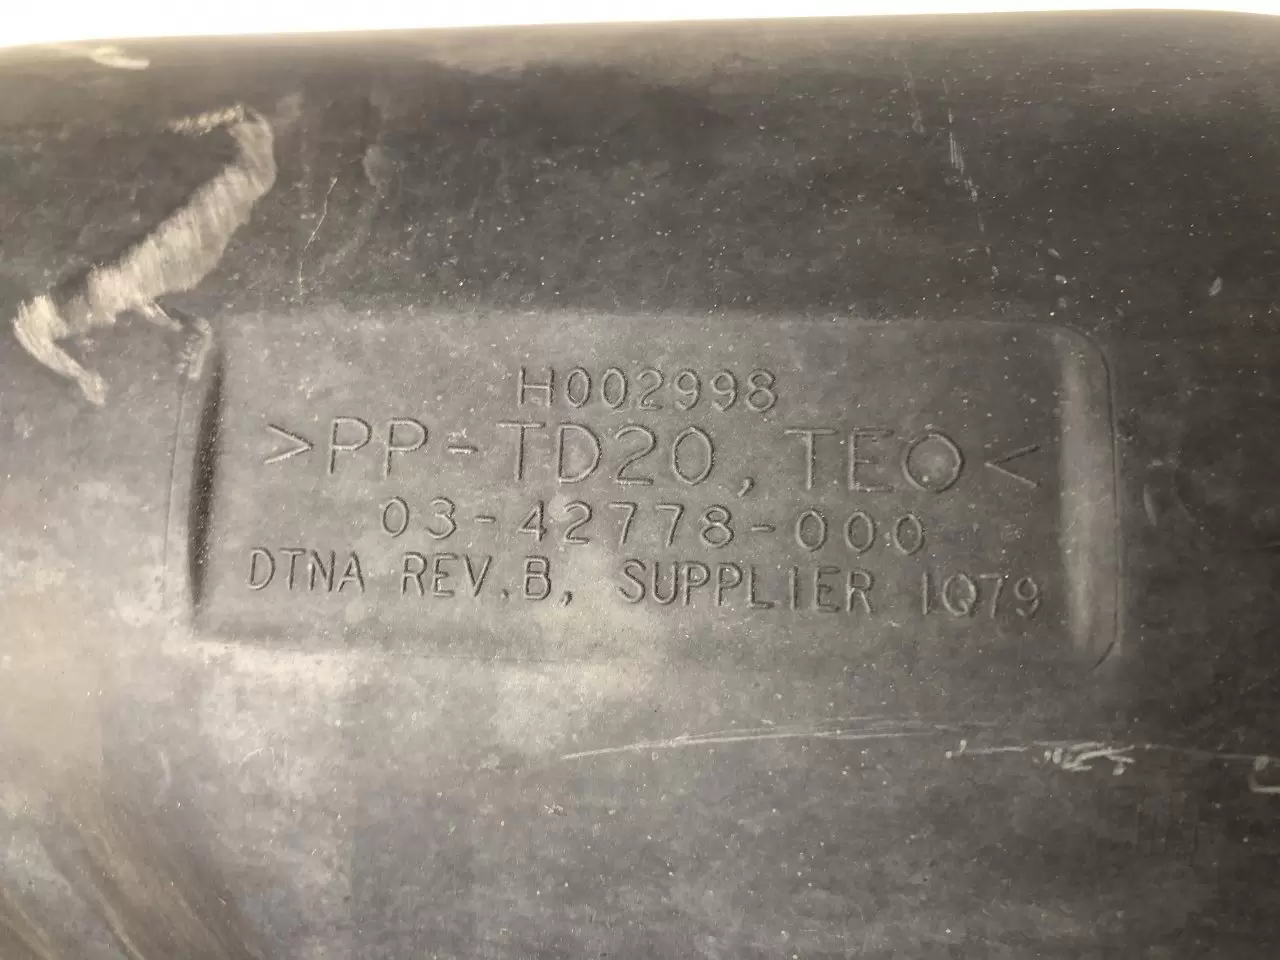 H002998
>PP-TD20, TEO<
03-42778-000
DTNA REV.B, SUPPLIER 1Q79